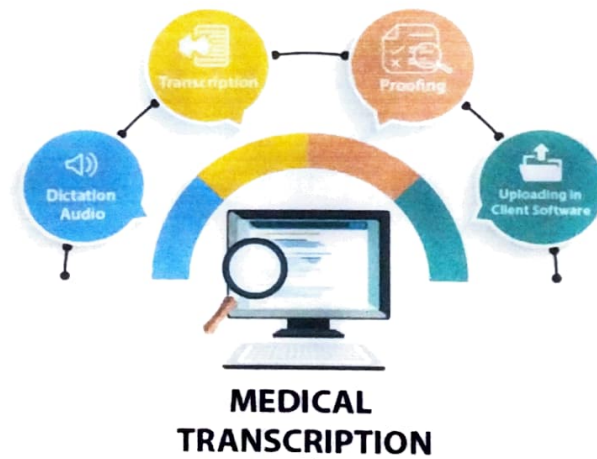 Transcription
Proofing
Dictation
Audio
Uploading in
Client Software
MEDICAL
TRANSCRIPTION